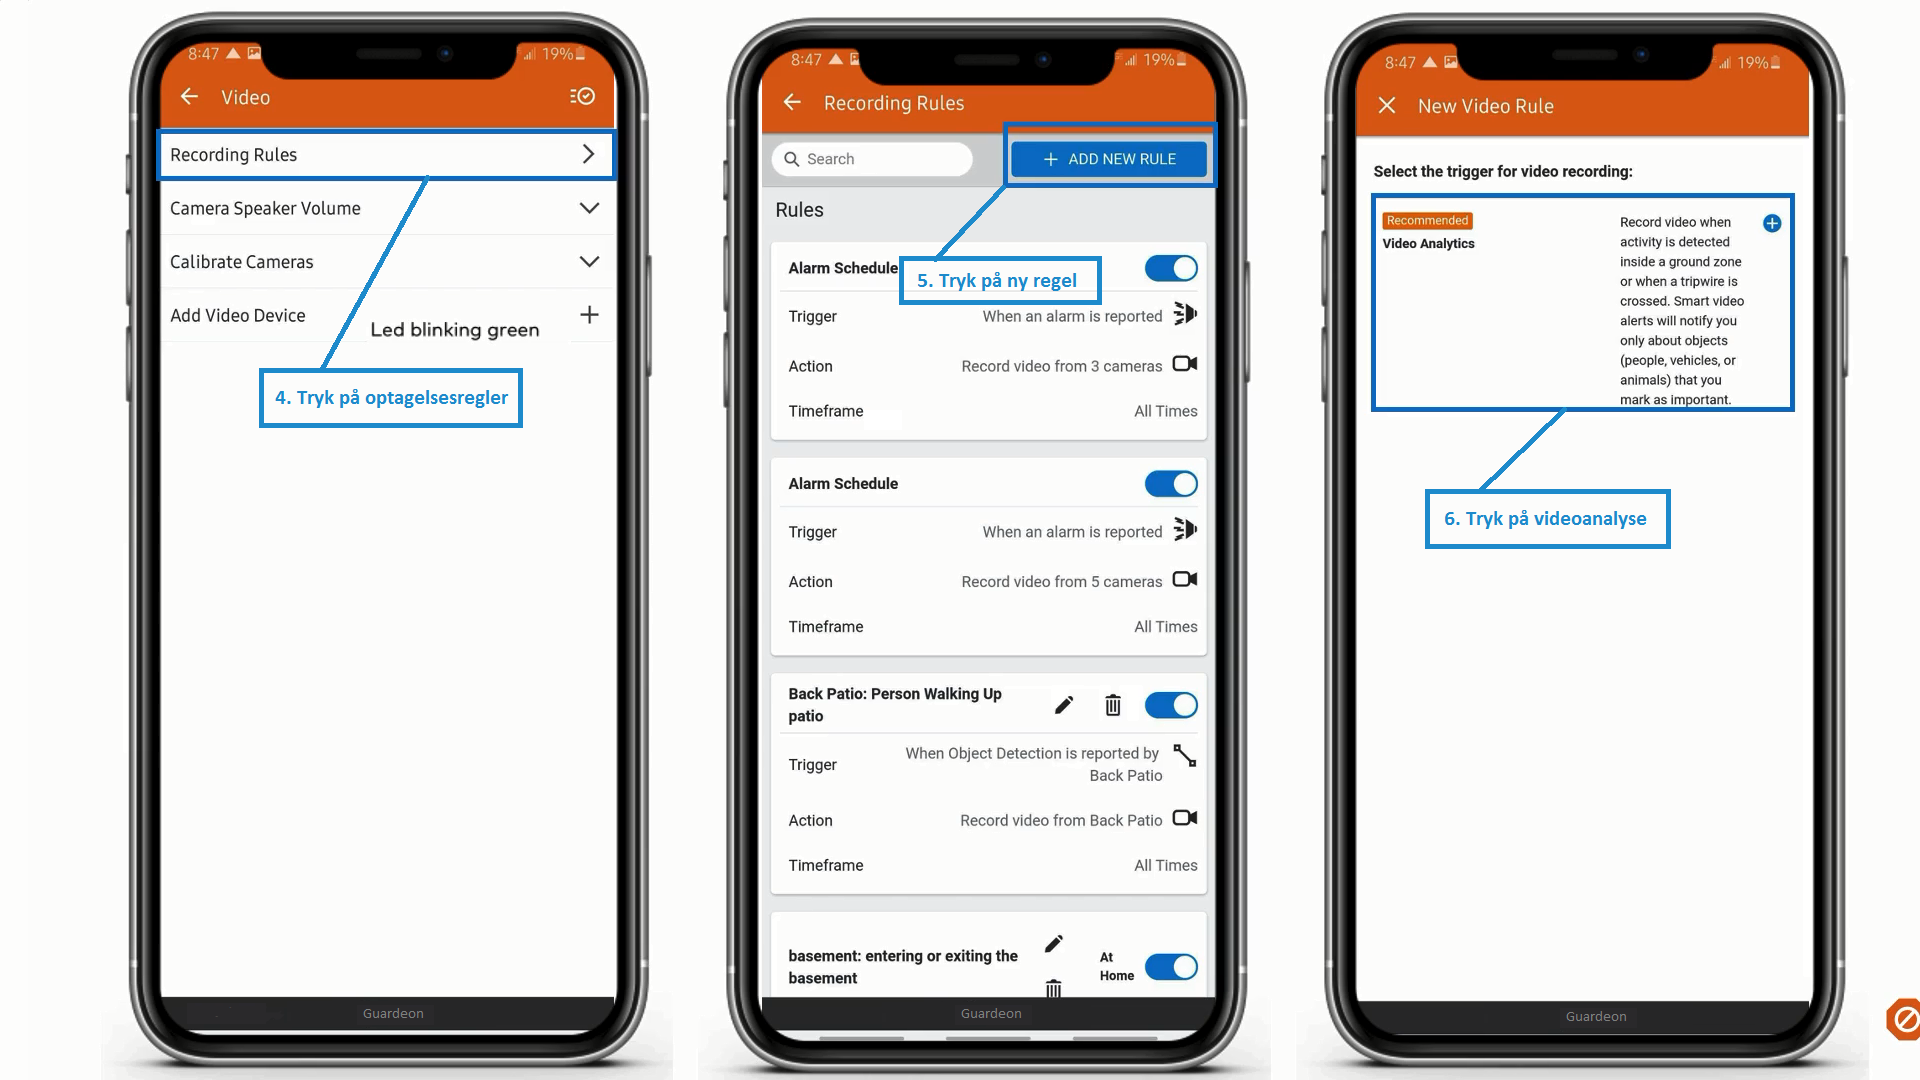 8:47
19%
Video
Recording Rules
Camera Speaker Volume
Calibrate Cameras
Add Video Device
Led blinking green
4. Tryk på optagelsesregler
Guardeon
8:47
19%
Recording Rules
Search
+ ADD NEW RULE
Rules
Alarm Schedule
5. Tryk på ny regel
Trigger
When an alarm is reported
Action
Record video from 3 cameras
Timeframe
All Times
Alarm Schedule
Trigger
When an alarm is reported
Action
Record video from 5 cameras
Timeframe
All Times
Back Patio: Person Walking Up
patio
Trigger
When Object Detection is reported by
Back Patio
Action
Record video from Back Patio
Timeframe
All Times
basement: entering or exiting the
basement
At
Home
Guardeon
8:47
19%
New Video Rule
Select the trigger for video recording:
Recommended
Video Analytics
Record video when
activity is detected
inside a ground zone
or when a tripwire is
crossed. Smart video
alerts will notify you
only about objects
(people, vehicles, or
animals) that you
mark as important.
6. Tryk på videoanalyse
Guardeon